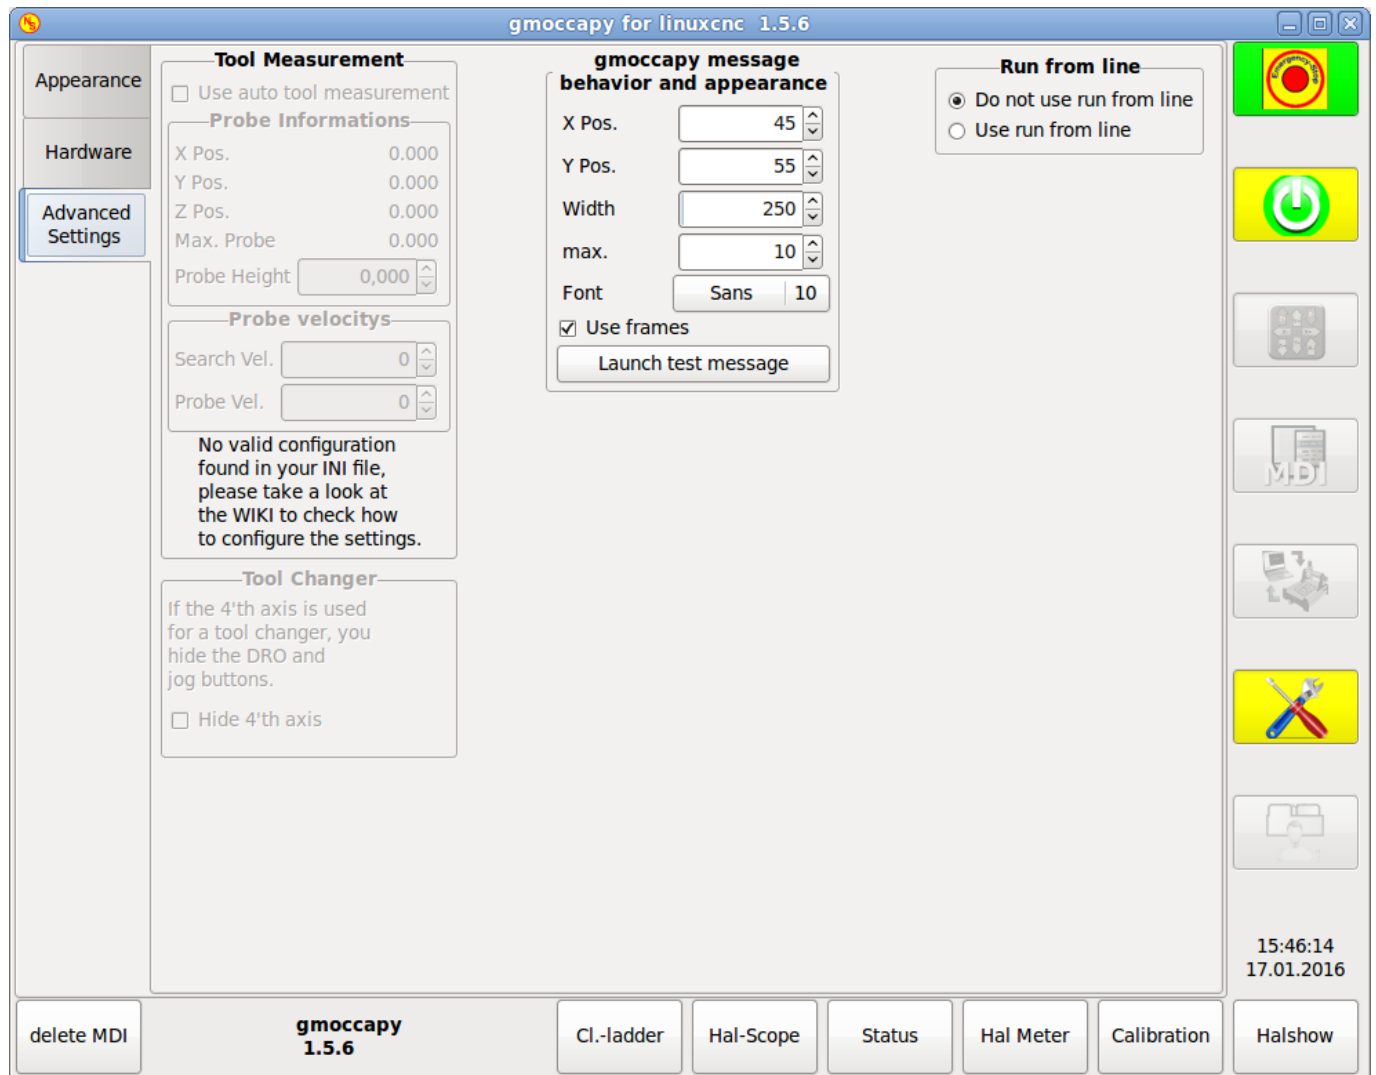 gmoccapy for linuxcnc 1.5.6
Appearance
Hardware
Advanced
Settings
Tool Measurement
Use auto tool measurement
Probe Informations
X Pos. 0.000
Y Pos. 0.000
Z Pos. 0.000
Max. Probe 0.000
Probe Height 0,000
Probe velocitys
Search Vel. 0
Probe Vel. 0
No valid configuration
found in your INI file,
please take a look at
the WIKI to check how
to configure the settings.
Tool Changer
If the 4'th axis is used
for a tool changer, you
hide the DRO and
jog buttons.
Hide 4'th axis
gmoccapy message
behavior and appearance
X Pos. 45
Y Pos. 55
Width 250
max. 10
Font Sans 10
Use frames
Launch test message
Run from line
Do not use run from line
Use run from line
Emergency-Stop
MDI
15:46:14
17.01.2016
delete MDI
gmoccapy
1.5.6
Cl.-ladder
Hal-Scope
Status
Hal Meter
Calibration
Halshow